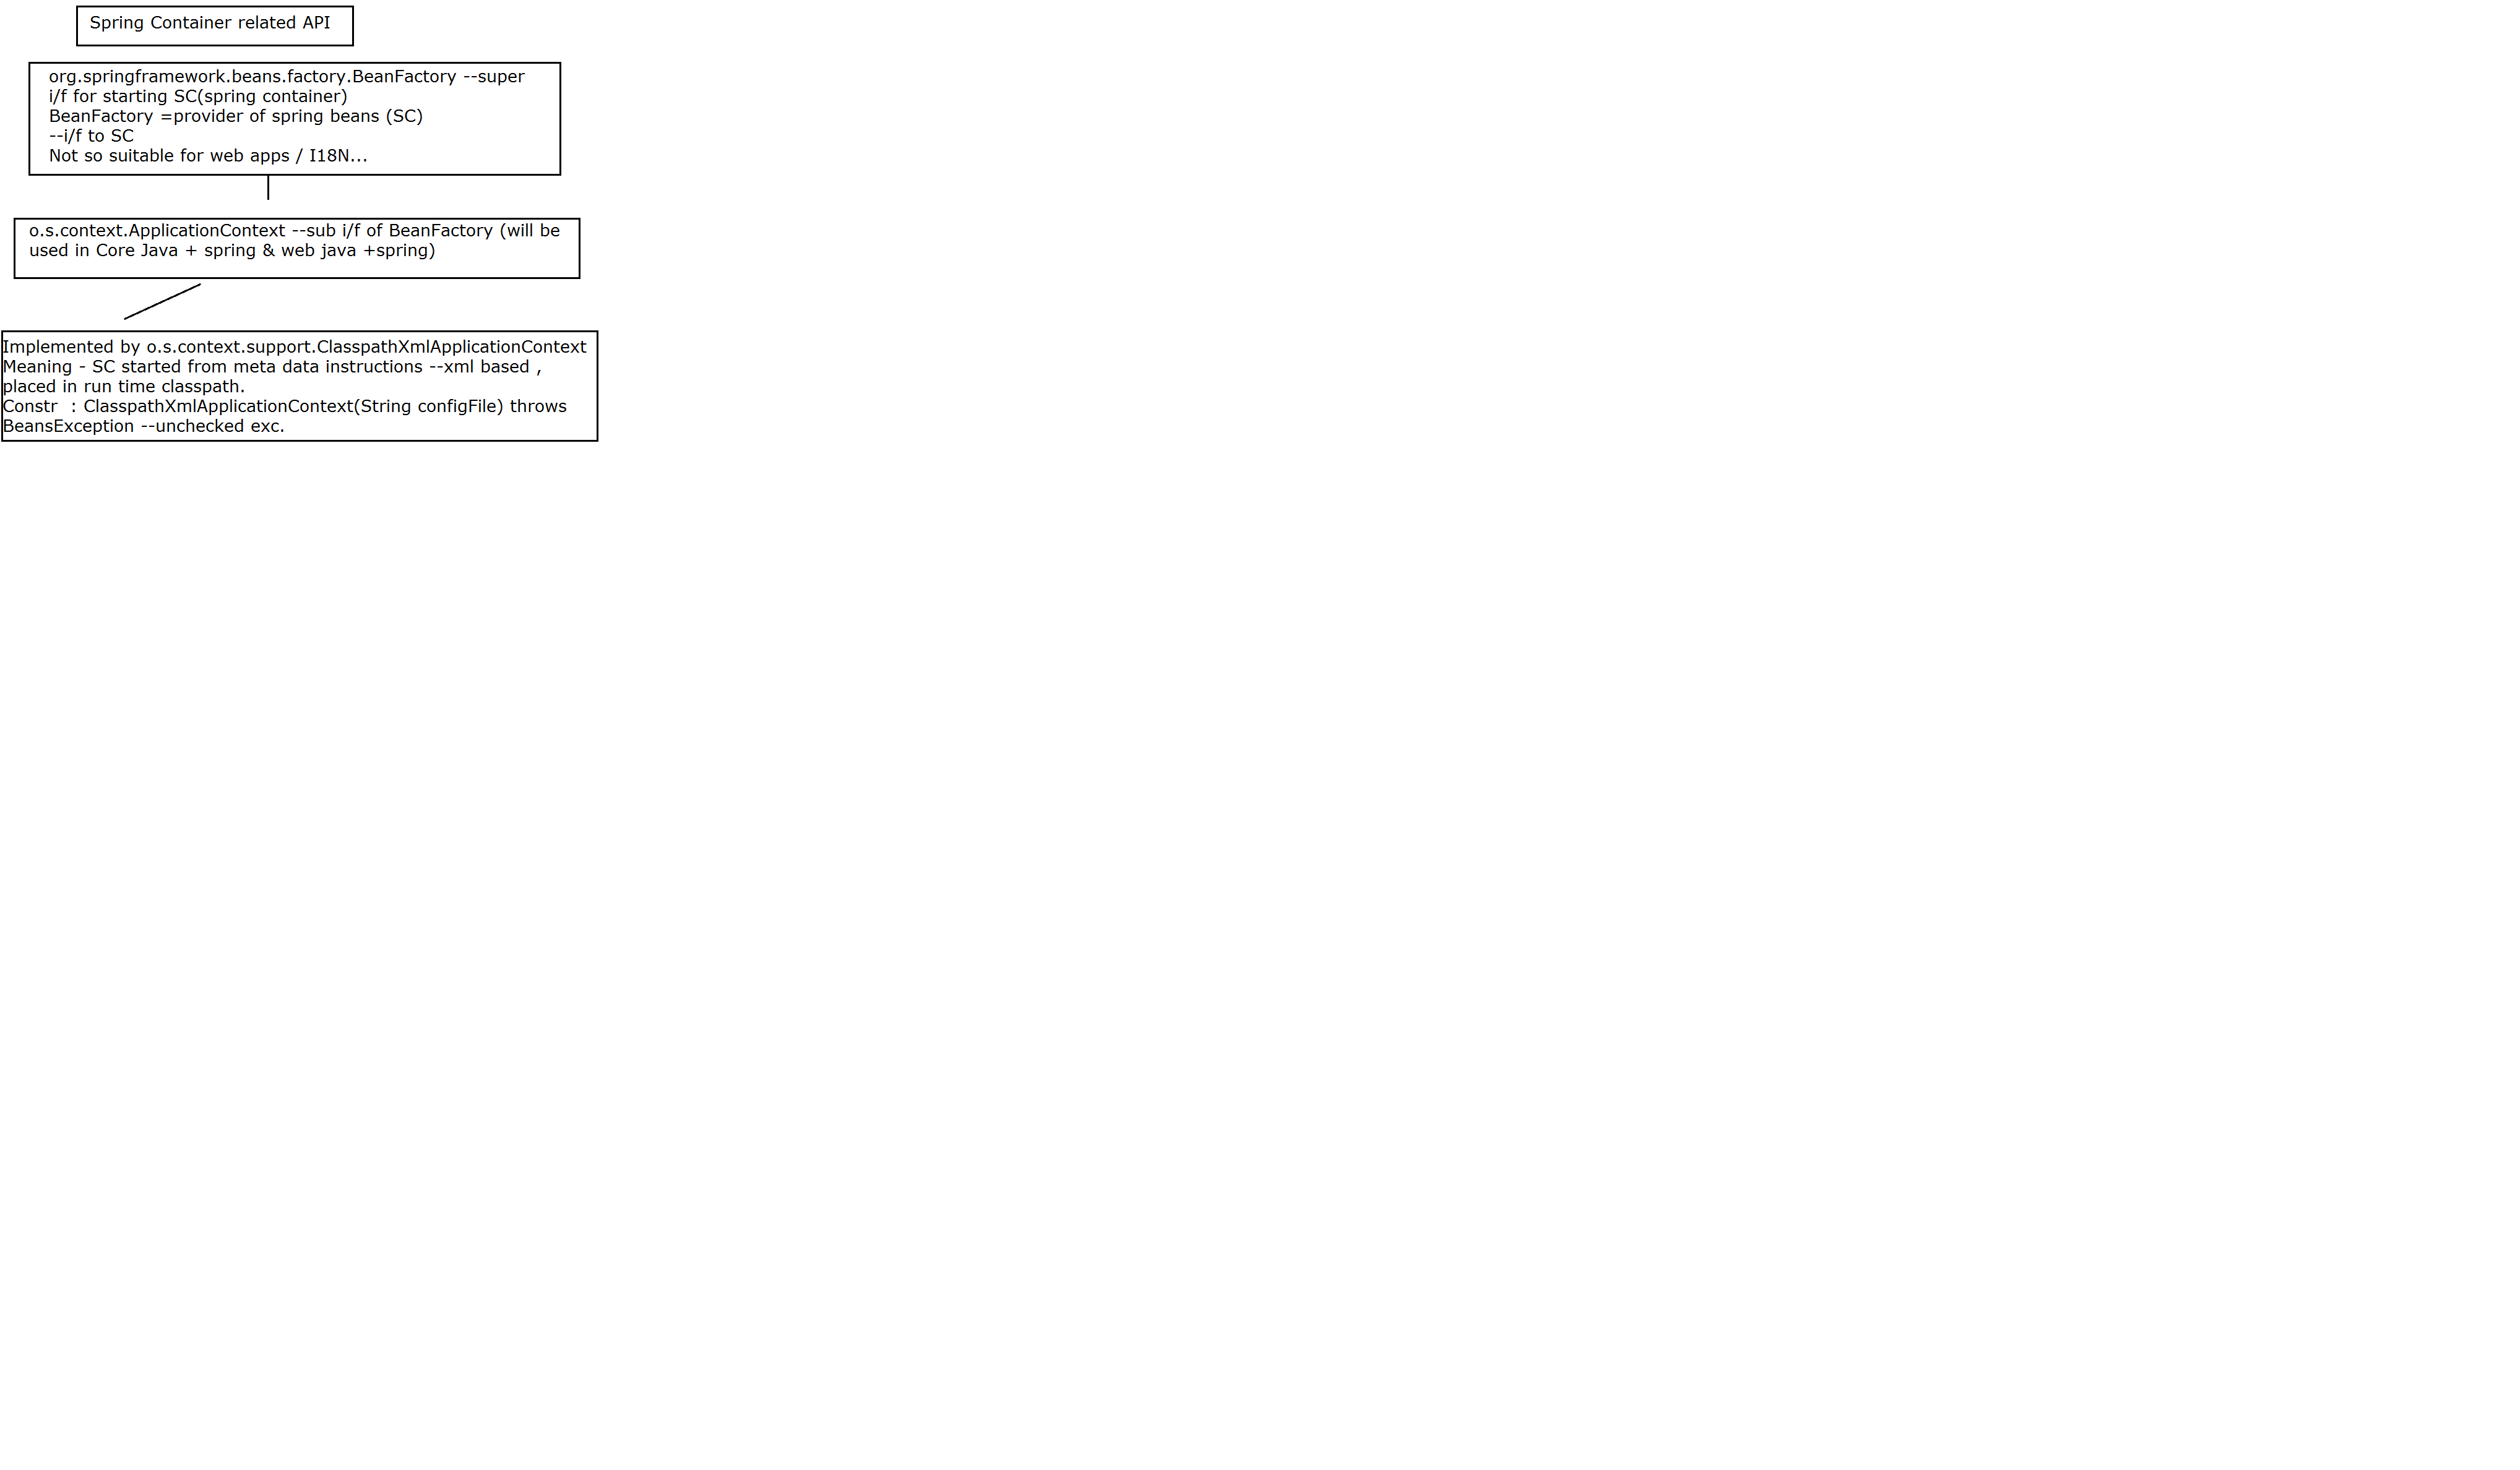 Spring Container related API
org.springframework.beans.factory.BeanFactory --super
i/f for starting SC(spring container)
BeanFactory =provider of spring beans (SC)
--i/f to SC
Not so suitable for web apps / I18N...
o.s.context.ApplicationContext --sub i/f of BeanFactory (will be
used in Core Java + spring & web java +spring)
Implemented by o.s.context.support.ClasspathXmlApplicationContext
Meaning - SC started from meta data instructions --xml based ,
placed in run time classpath.
Constr  : ClasspathXmlApplicationContext(String configFile) throws
BeansException --unchecked exc.